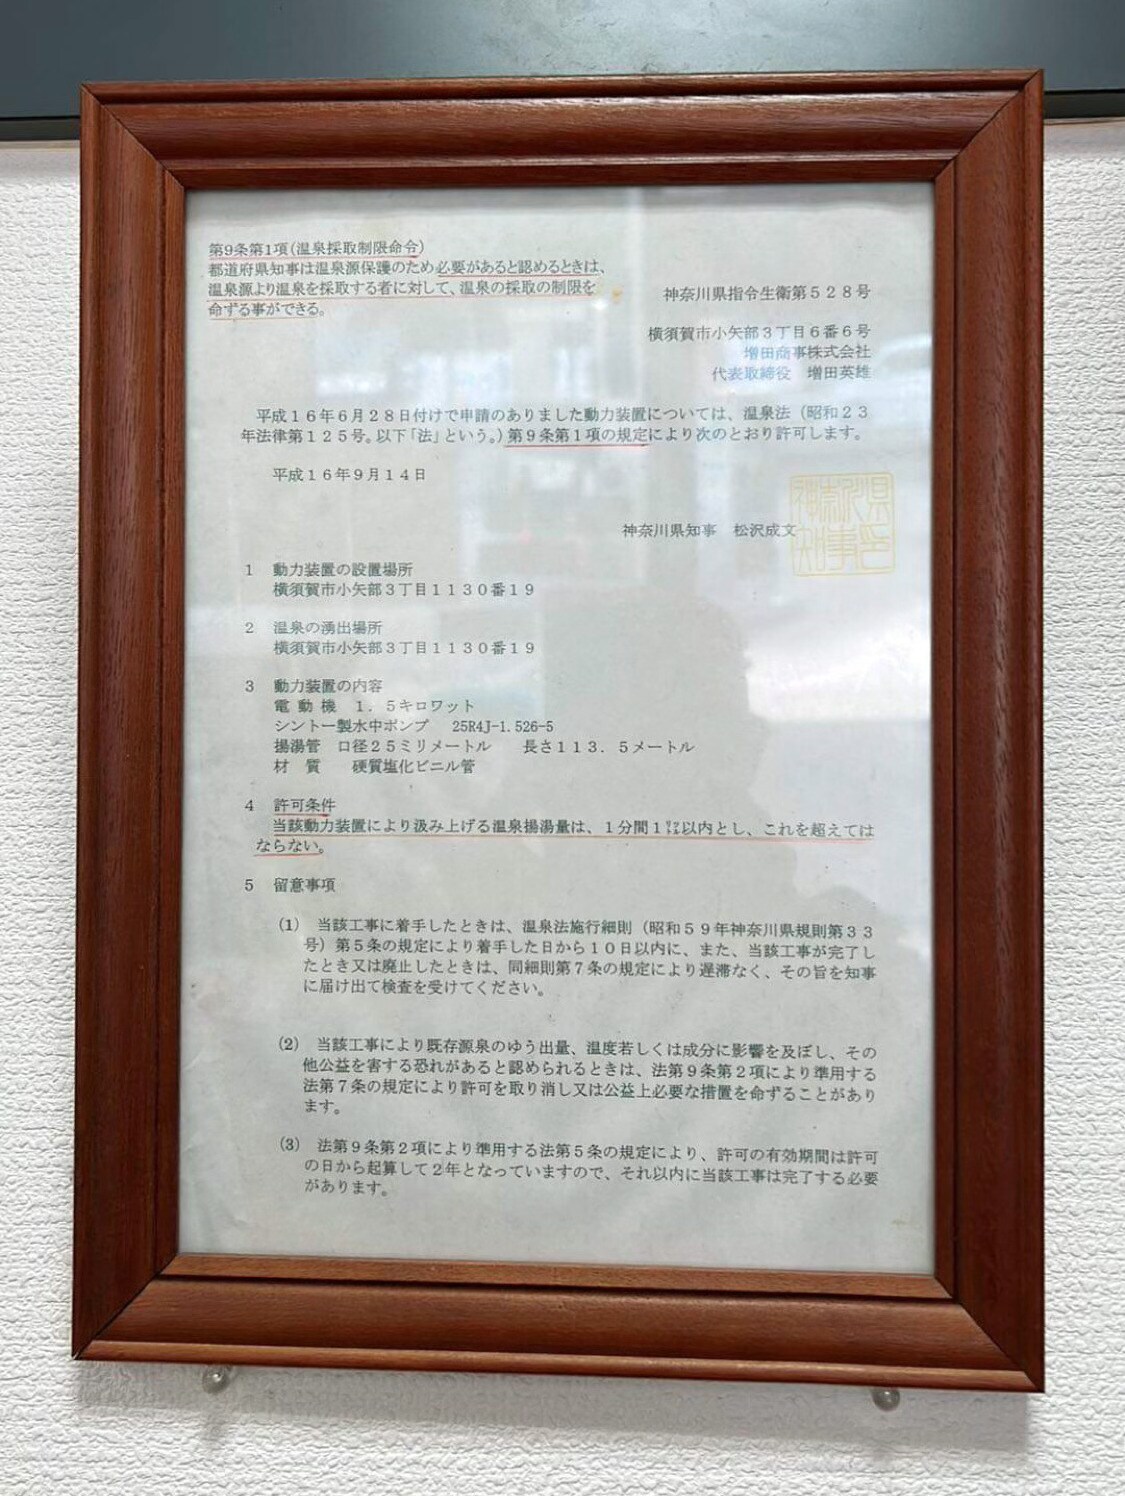 第9条第1項(温泉採取制限命令)
都道府県知事は温泉源保護のため必要があると認めるときは、
温泉源より温泉を採取する者に対して、温泉の採取の制限を
命ずる事ができる。
神奈川県指令生衛第５２８号
横須賀市小矢部３丁目６番６号
増田商事株式会社
代表取締役　増田英雄
平成１６年６月２８日付けで申請のありました動力装置については、温泉法（昭和２３
年法律第１２５号。以下「法」という。）第９条第１項の規定により次のとおり許可します。
平成１６年９月１４日
神奈川県知事　松沢成文
神奈川県知事之印
１　動力装置の設置場所
横須賀市小矢部３丁目１１３０番１９
２　温泉の湧出場所
横須賀市小矢部３丁目１１３０番１９
３　動力装置の内容
電 動 機　１．５キロワット
シントー製水中ポンプ　25R4J-1.526-5
揚湯管　口径２５ミリメートル　　長さ１１３．５メートル
材　質　　硬質塩化ビニル管
４　許可条件
当該動力装置により汲み上げる温泉揚湯量は、１分間１㍑以内とし、これを超えては
ならない。
５　留意事項
(1)　当該工事に着手したときは、温泉法施行細則（昭和５９年神奈川県規則第３３
号）第５条の規定により着手した日から１０日以内に、また、当該工事が完了し
たとき又は廃止したときは、同細則第７条の規定により遅滞なく、その旨を知事
に届け出て検査を受けてください。
(2)　当該工事により既存源泉のゆう出量、温度若しくは成分に影響を及ぼし、その
他公益を害する恐れがあると認められるときは、法第９条第２項により準用する
法第７条の規定により許可を取り消し又は公益上必要な措置を命ずることがあり
ます。
(3)　法第９条第２項により準用する法第５条の規定により、許可の有効期間は許可
の日から起算して２年となっていますので、それ以内に当該工事は完了する必要
があります。